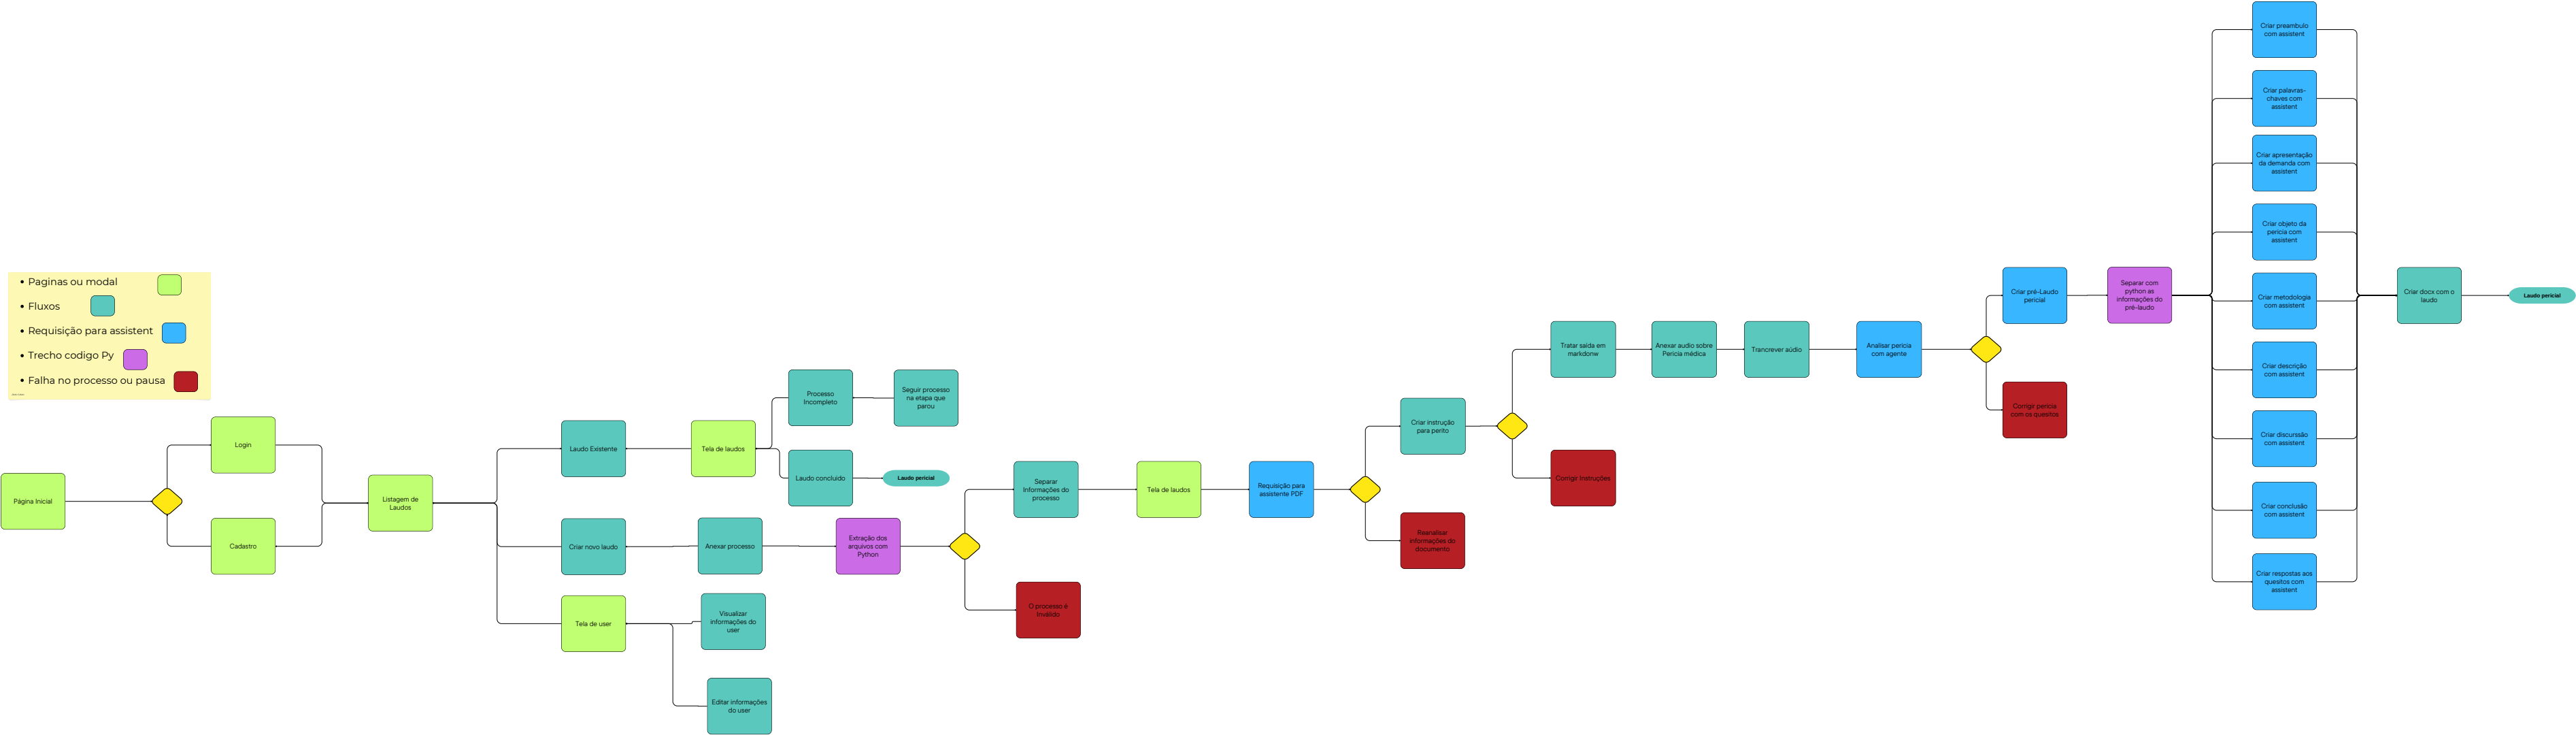 Paginas ou modal
Fluxos
Requisição para assistent
Trecho codigo Py
Falha no processo ou pausa
Página Inicial
Login
Cadastro
Listagem de
Laudos
Laudo Existente
Tela de laudos
Processo
Incompleto
Seguir processo
na etapa que
parou
Laudo concluído
Laudo pericial
Criar novo laudo
Anexar processo
Extração dos
arquivos com
Python
Tela de user
Visualizar
informações do
user
Editar informações
do user
Separar
Informações do
processo
O processo é
Inválido
Tela de laudos
Requisição para
assistente PDF
Criar instrução
para perito
Reanalisar
informações do
documento
Tratar saída em
markdonw
Corrigir Instruções
Anexar audio sobre
Perícia médica
Trancrever aúdio
Analisar pericia
com agente
Criar pré-Laudo
pericial
Corrigir perícia
com os quesitos
Separar com
python as
informações do
pré-laudo
Criar preambulo
com assistent
Criar palavras-
chaves com
assistent
Criar apresentação
da demanda com
assistent
Criar objeto da
pericia com
assistent
Criar metodologia
com assistent
Criar descrição
com assistent
Criar discurssão
com assistent
Criar conclusão
com assistent
Criar respostas aos
quesitos com
assistent
Criar docx com o
laudo
Laudo pericial